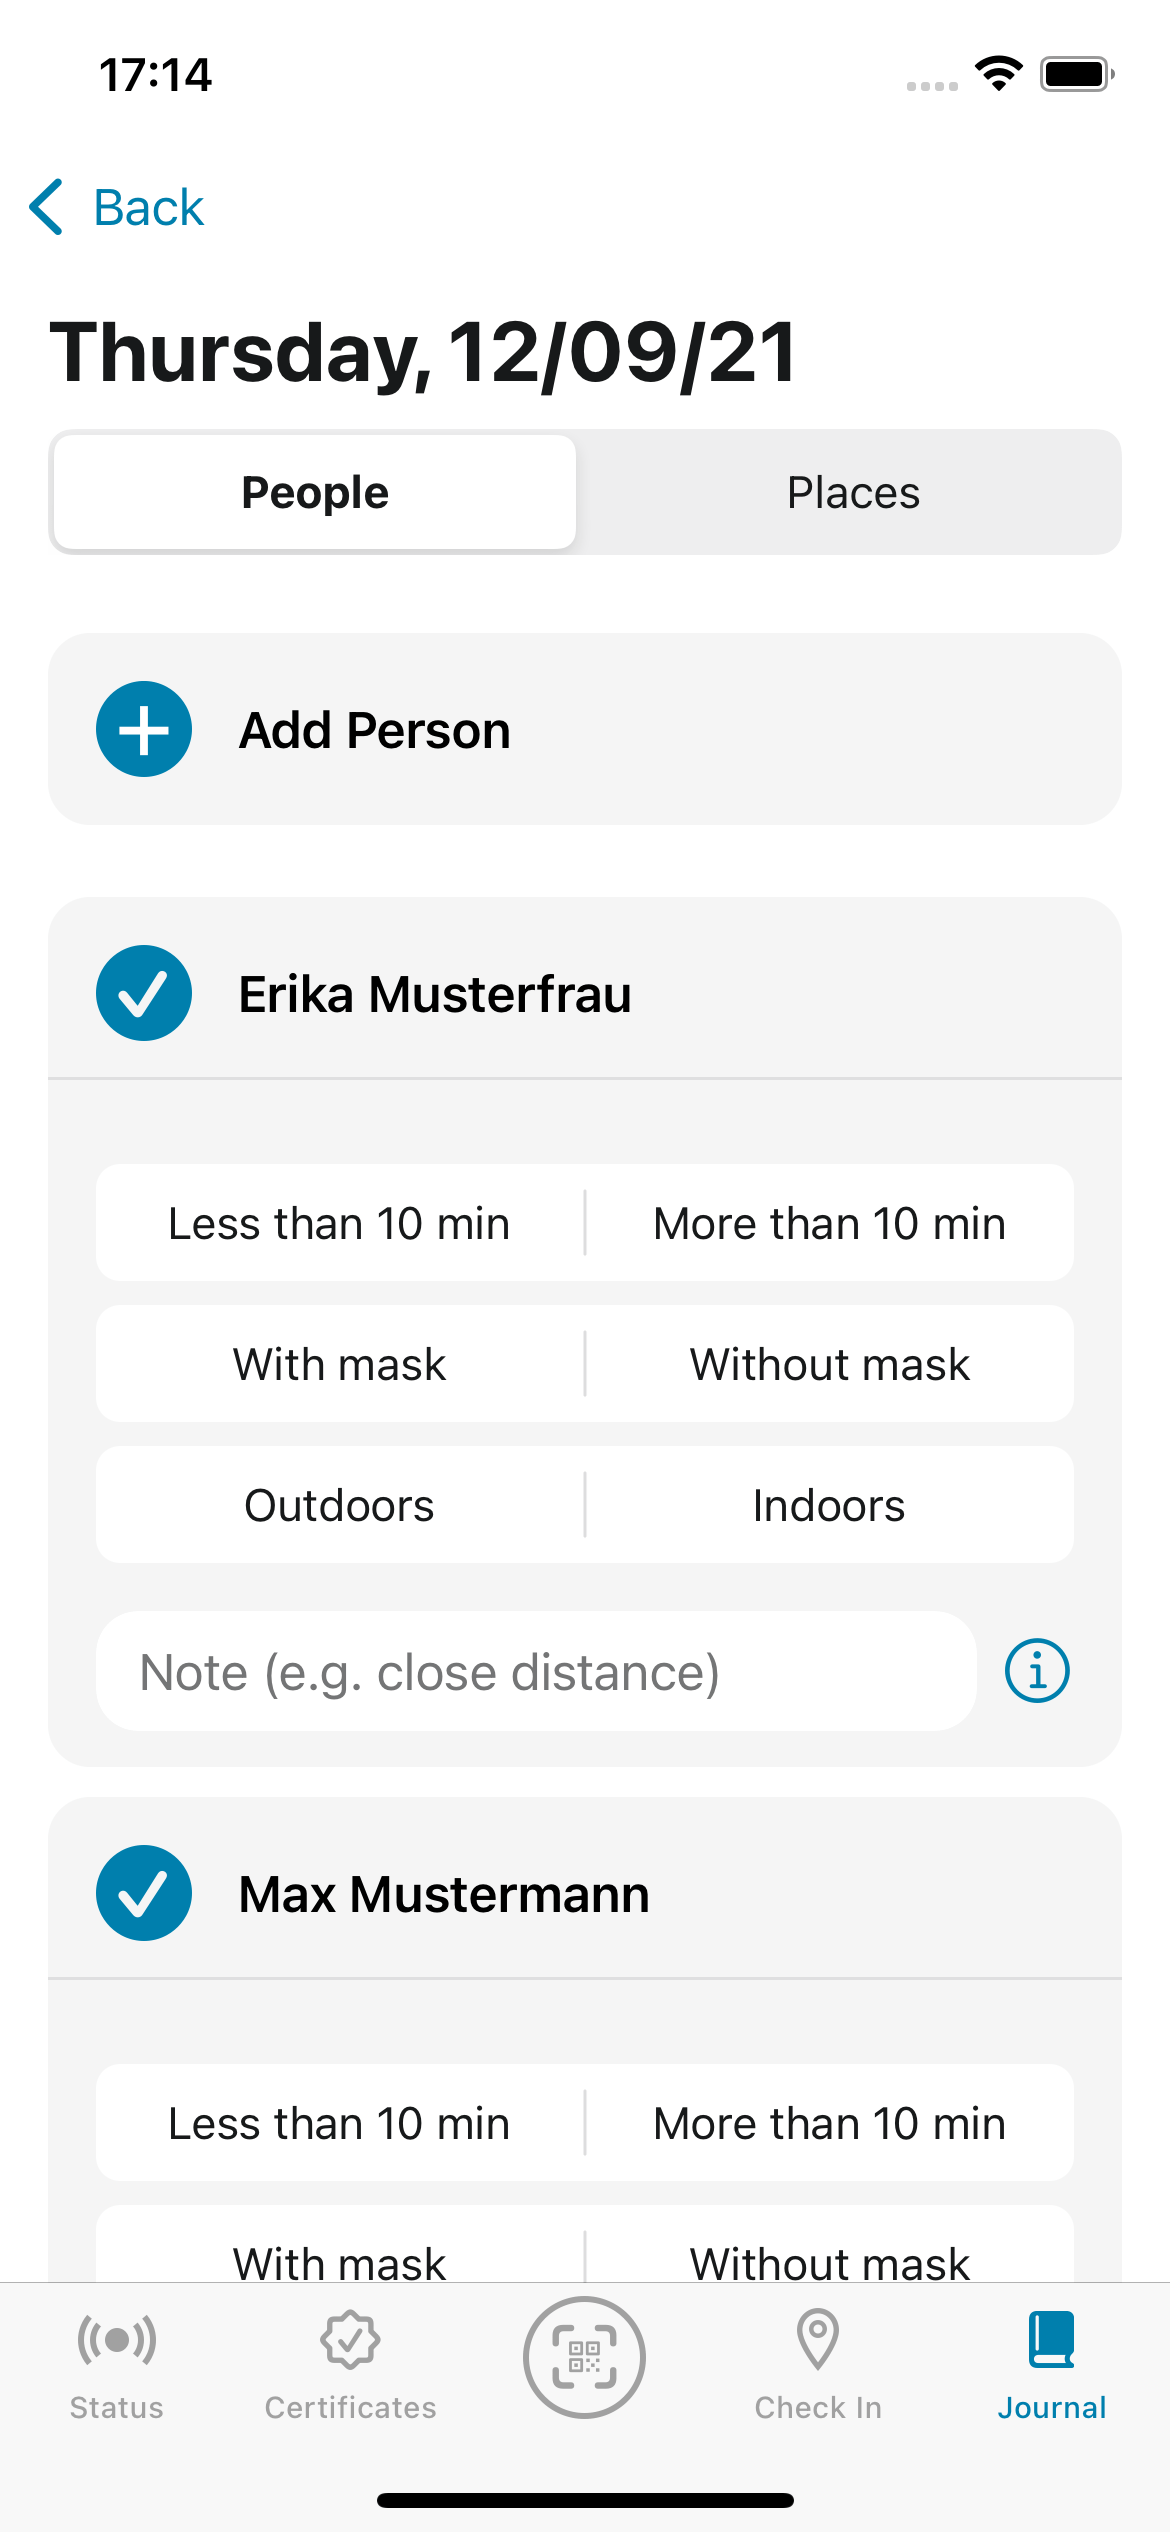 17:14
Back
Thursday, 12/09/21
People Places
Add Person
Erika Musterfrau
Less than 10 min More than 10 min
With mask Without mask
Outdoors Indoors
Note (e.g. close distance)
Max Mustermann
Less than 10 min More than 10 min
With mask Without mask
Status Certificates Check In Journal